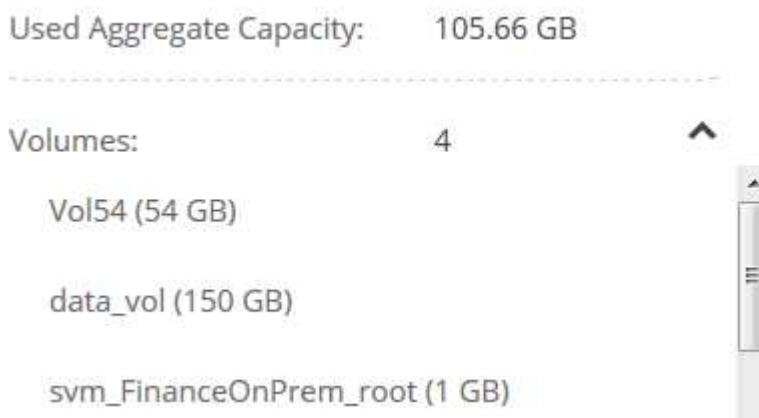 Used Aggregate Capacity: 105.66 GB
Volumes: 4
Vol54 (54 GB)
data_vol (150 GB)
svm_FinanceOnPrem_root (1 GB)